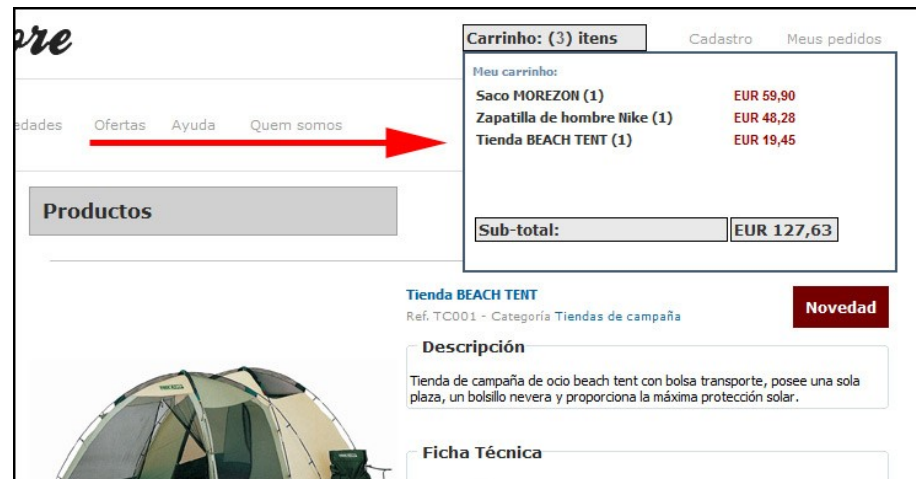 ore
Carrinho: (3) itens
Cadastro
Meus pedidos
Meu carrinho:
Saco MOREZON (1) EUR 59,90
Zapatilla de hombre Nike (1) EUR 48,28
Tienda BEACH TENT (1) EUR 19,45
Sub-total: EUR 127,63
edades
Ofertas
Ayuda
Quem somos
Productos
Tienda BEACH TENT
Ref. TC001 - Categoría Tiendas de campaña
Novedad
Descripción
Tienda de campaña de ocio beach tent con bolsa transporte, posee una sola
plaza, un bolsillo nevera y proporciona la máxima protección solar.
Ficha Técnica